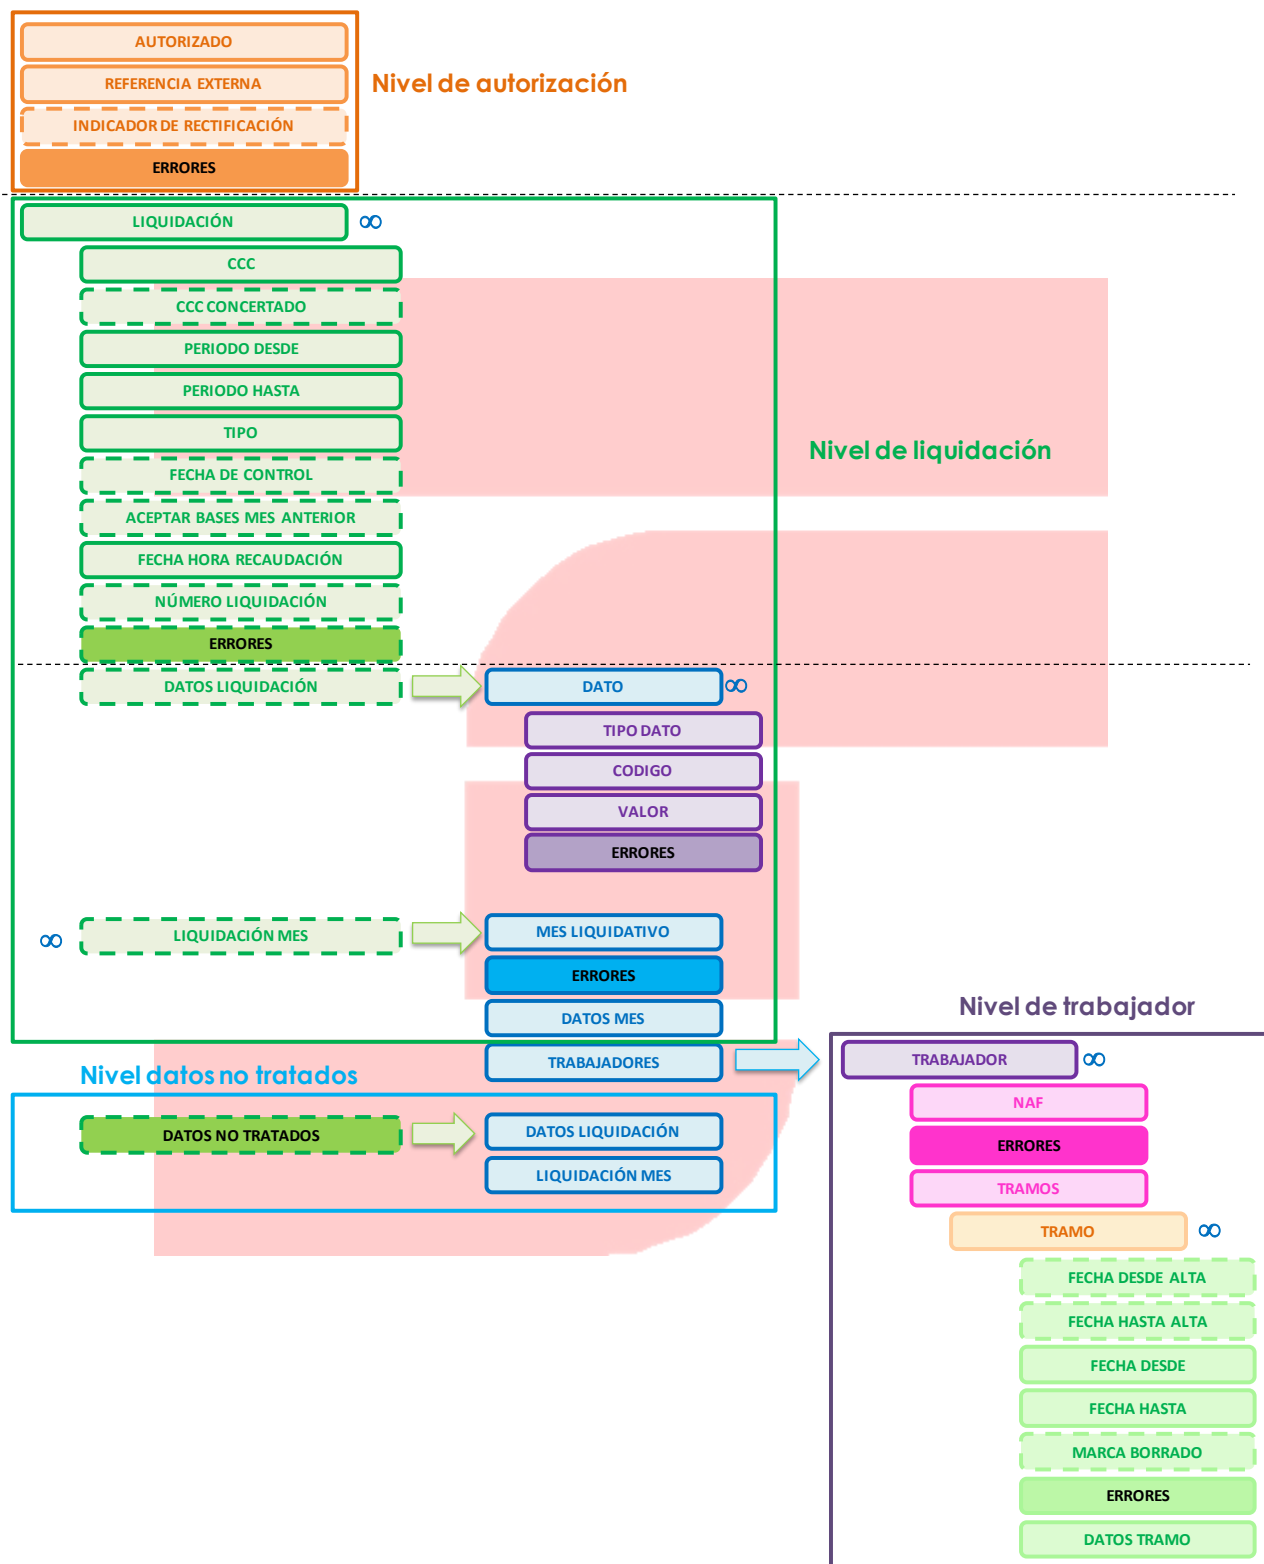 AUTORIZADO
REFERENCIA EXTERNA
Nivel de autorización
INDICADOR DE RECTIFICACIÓN
ERRORES
LIQUIDACIÓN ∞
CCC
CCC CONCERTADO
PERIODO DESDE
PERIODO HASTA
TIPO
Nivel de liquidación
FECHA DE CONTROL
ACEPTAR BASES MES ANTERIOR
FECHA HORA RECAUDACIÓN
NÚMERO LIQUIDACIÓN
ERRORES
DATOS LIQUIDACIÓN
DATO ∞
TIPO DATO
CODIGO
VALOR
ERRORES
∞ LIQUIDACIÓN MES
MES LIQUIDATIVO
ERRORES
DATOS MES
TRABAJADORES
Nivel de trabajador
TRABAJADOR ∞
NAF
ERRORES
TRAMOS
TRAMO ∞
FECHA DESDE ALTA
FECHA HASTA ALTA
FECHA DESDE
FECHA HASTA
MARCA BORRADO
ERRORES
DATOS TRAMO
Nivel datos no tratados
DATOS NO TRATADOS
DATOS LIQUIDACIÓN
LIQUIDACIÓN MES